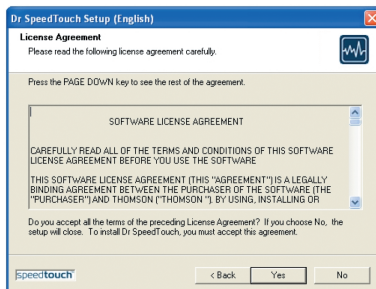 Dr SpeedTouch Setup (English)
License Agreement
Please read the following license agreement carefully.
Press the PAGE DOWN key to see the rest of the agreement.
SOFTWARE LICENSE AGREEMENT
CAREFULLY READ ALL OF THE TERMS AND CONDITIONS OF THIS SOFTWARE
LICENSE AGREEMENT BEFORE YOU USE THE SOFTWARE
THIS SOFTWARE LICENSE AGREEMENT (THIS "AGREEMENT") IS A LEGALLY
BINDING AGREEMENT BETWEEN THE PURCHASER OF THE SOFTWARE (THE
"PURCHASER") AND THOMSON ("THOMSON "). BY USING, INSTALLING OR
Do you accept all the terms of the preceding License Agreement? If you choose No, the
setup will close. To install Dr SpeedTouch, you must accept this agreement.
speedtouch™
< Back Yes No